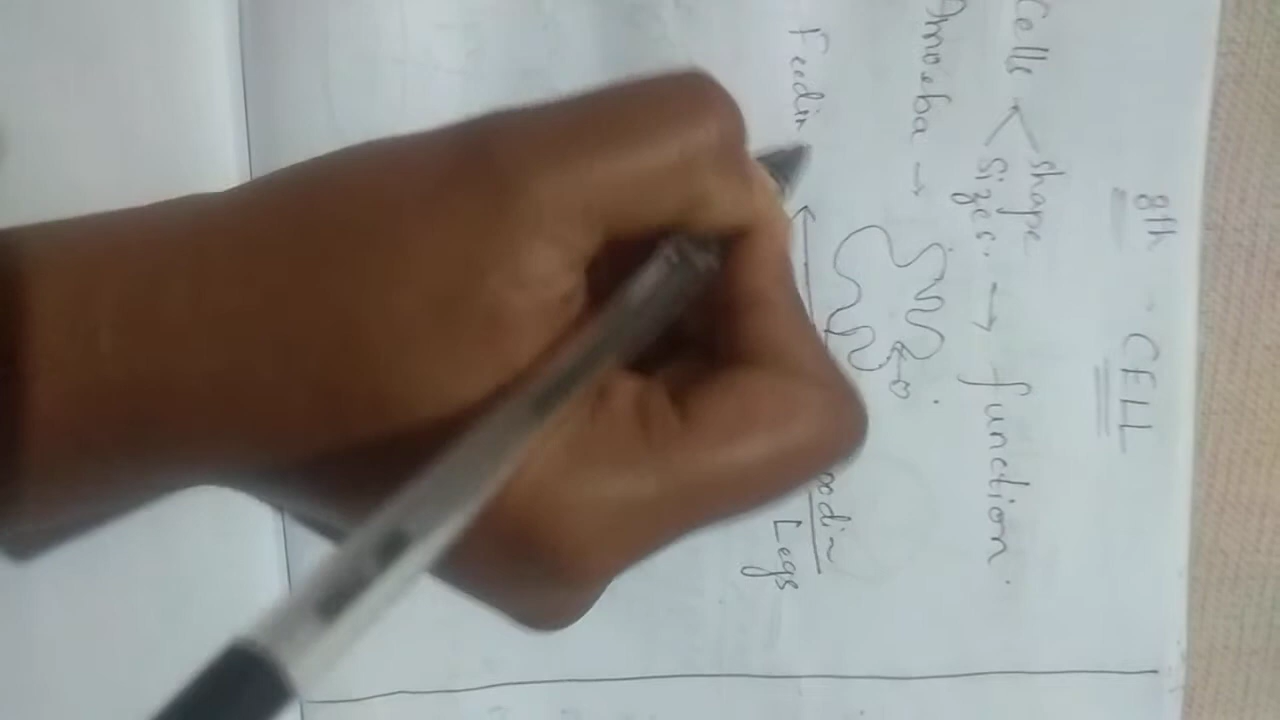 8th - CELL
Cells shape
sizes. → function.
Amoeba →
Feedin
Legs